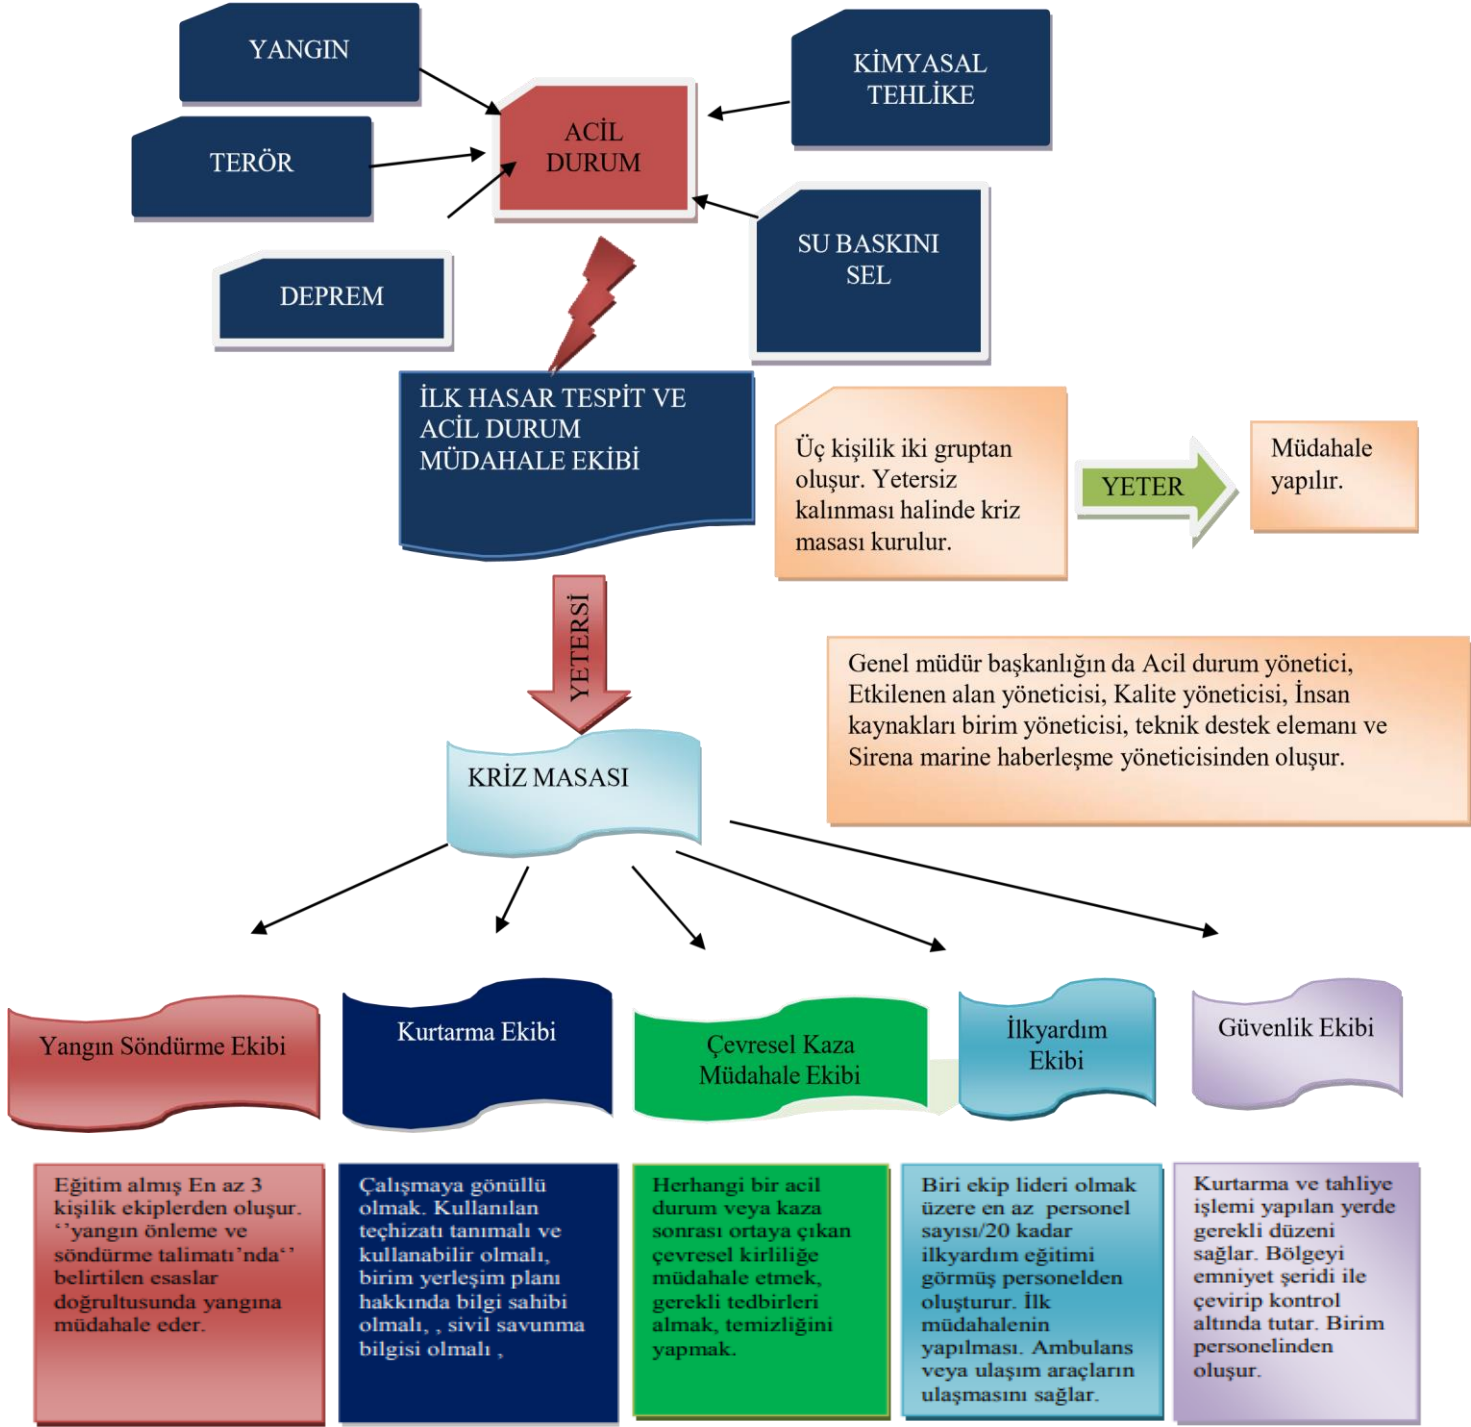 YANGIN
KİMYASAL
TEHLİKE
ACİL
DURUM
TERÖR
SU BASKINI
SEL
DEPREM
İLK HASAR TESPİT VE
ACİL DURUM
MÜDAHALE EKİBİ
Üç kişilik iki gruptan
oluşur. Yetersiz
kalınması halinde kriz
masası kurulur.
YETER
Müdahale
yapılır.
YETERSİ
Genel müdür başkanlığın da Acil durum yönetici,
Etkilenen alan yöneticisi, Kalite yöneticisi, İnsan
kaynakları birim yöneticisi, teknik destek elemanı ve
Sirena marine haberleşme yöneticisinden oluşur.
KRİZ MASASI
Yangın Söndürme Ekibi
Kurtarma Ekibi
Çevresel Kaza
Müdahale Ekibi
İlkyardım
Ekibi
Güvenlik Ekibi
Eğitim almış En az 3
kişilik ekiplerden oluşur.
‘’yangın önleme ve
söndürme talimatı’nda‘’
belirtilen esaslar
doğrultusunda yangına
müdahale eder.
Çalışmaya gönüllü
olmak. Kullanılan
teçhizatı tanımalı ve
kullanabilir olmalı,
birim yerleşim planı
hakkında bilgi sahibi
olmalı, , sivil savunma
bilgisi olmalı ,
Herhangi bir acil
durum veya kaza
sonrası ortaya çıkan
çevresel kirliliğe
müdahale etmek,
gerekli tedbirleri
almak, temizliğini
yapmak.
Biri ekip lideri olmak
üzere en az personel
sayısı/20 kadar
ilkyardım eğitimi
görmüş personelden
oluşturur. İlk
müdahalenin
yapılması. Ambulans
veya ulaşım araçların
ulaşmasını sağlar.
Kurtarma ve tahliye
işlemi yapılan yerde
gerekli düzeni
sağlar. Bölgeyi
emniyet şeridi ile
çevirip kontrol
altında tutar. Birim
personelinden
oluşur.